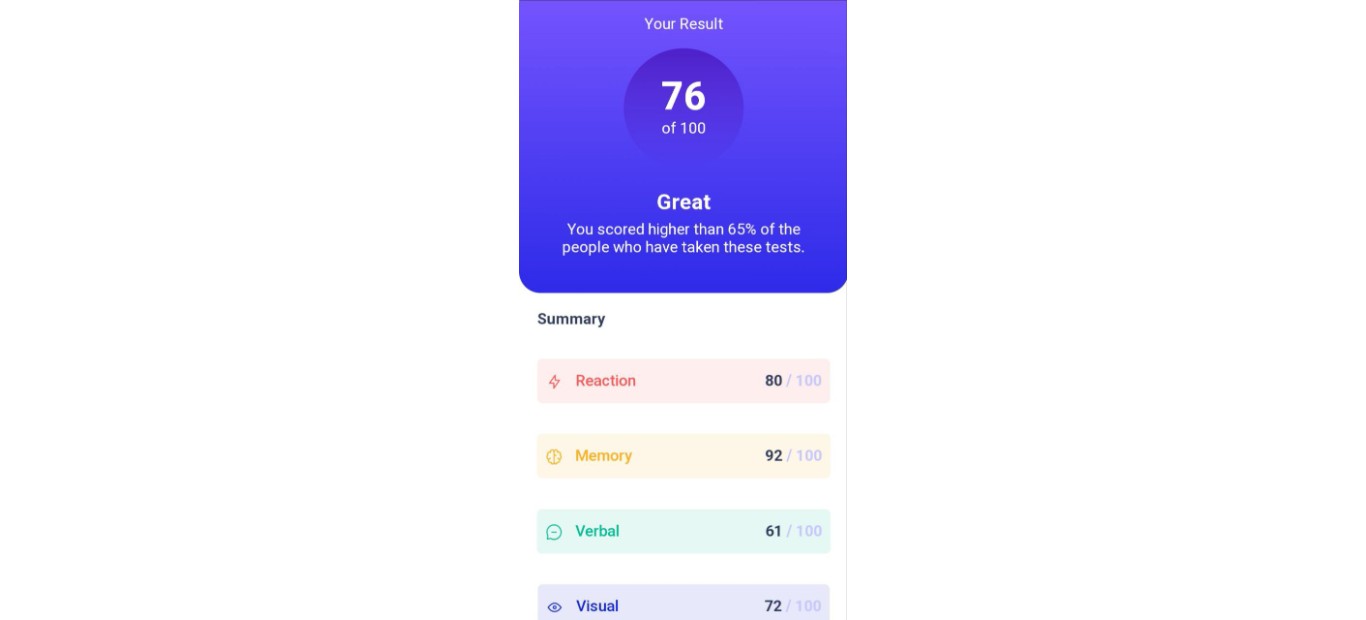 Your Result
76
of 100
Great
You scored higher than 65% of the
people who have taken these tests.
Summary
Reaction 80 / 100
Memory 92 / 100
Verbal 61 / 100
Visual 72 / 100